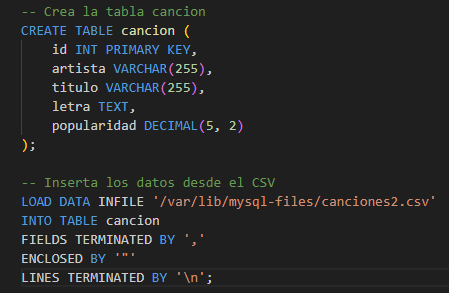 -- Crea la tabla cancion
CREATE TABLE cancion (
    id INT PRIMARY KEY,
    artista VARCHAR(255),
    titulo VARCHAR(255),
    letra TEXT,
    popularidad DECIMAL(5, 2)
);

-- Inserta los datos desde el CSV
LOAD DATA INFILE '/var/lib/mysql-files/canciones2.csv'
INTO TABLE cancion
FIELDS TERMINATED BY ','
ENCLOSED BY '"'
LINES TERMINATED BY '\n';